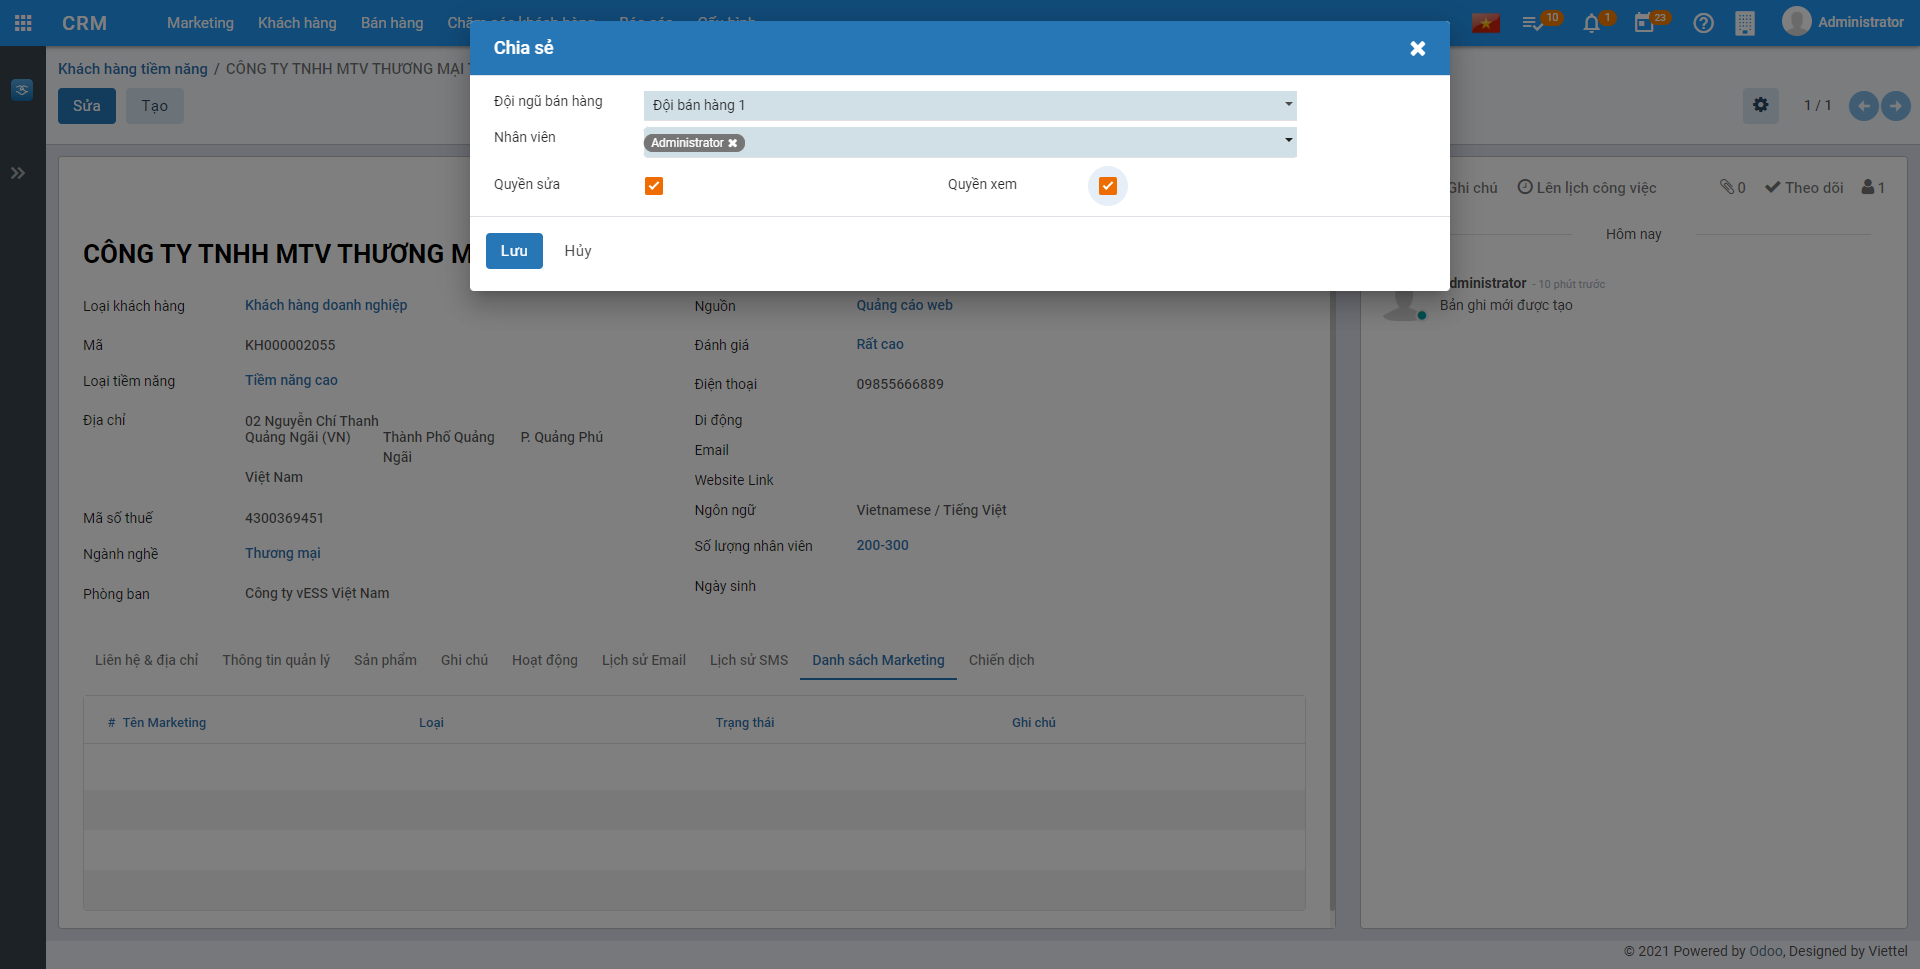 CRM
Marketing
Khách hàng
Bán hàng
10
1
23
Administrator
Chia sẻ
Khách hàng tiềm năng / CÔNG TY TNHH MTV THƯƠNG MẠI
Sửa
Tạo
1 / 1
Đội ngũ bán hàng
Đội bán hàng 1
Nhân viên
Administrator
Quyền sửa
Quyền xem
Lưu
Hủy
Ghi chú
Lên lịch công việc
0
Theo dõi
1
Hôm nay
CÔNG TY TNHH MTV THƯƠNG
dministrator - 10 phút trước
Bản ghi mới được tạo
Loại khách hàng
Khách hàng doanh nghiệp
Mã
KH000002055
Loại tiềm năng
Tiềm năng cao
Địa chỉ
02 Nguyễn Chí Thanh
Quảng Ngãi (VN)
Thành Phố Quảng Ngãi
P. Quảng Phú
Việt Nam
Mã số thuế
4300369451
Ngành nghề
Thương mại
Phòng ban
Công ty vESS Việt Nam
Nguồn
Quảng cáo web
Đánh giá
Rất cao
Điện thoại
09855666889
Di động
Email
Website Link
Ngôn ngữ
Vietnamese / Tiếng Việt
Số lượng nhân viên
200-300
Ngày sinh
Liên hệ & địa chỉ
Thông tin quản lý
Sản phẩm
Ghi chú
Hoạt động
Lịch sử Email
Lịch sử SMS
Danh sách Marketing
Chiến dịch
# Tên Marketing
Loại
Trạng thái
Ghi chú
© 2021 Powered by Odoo, Designed by Viettel